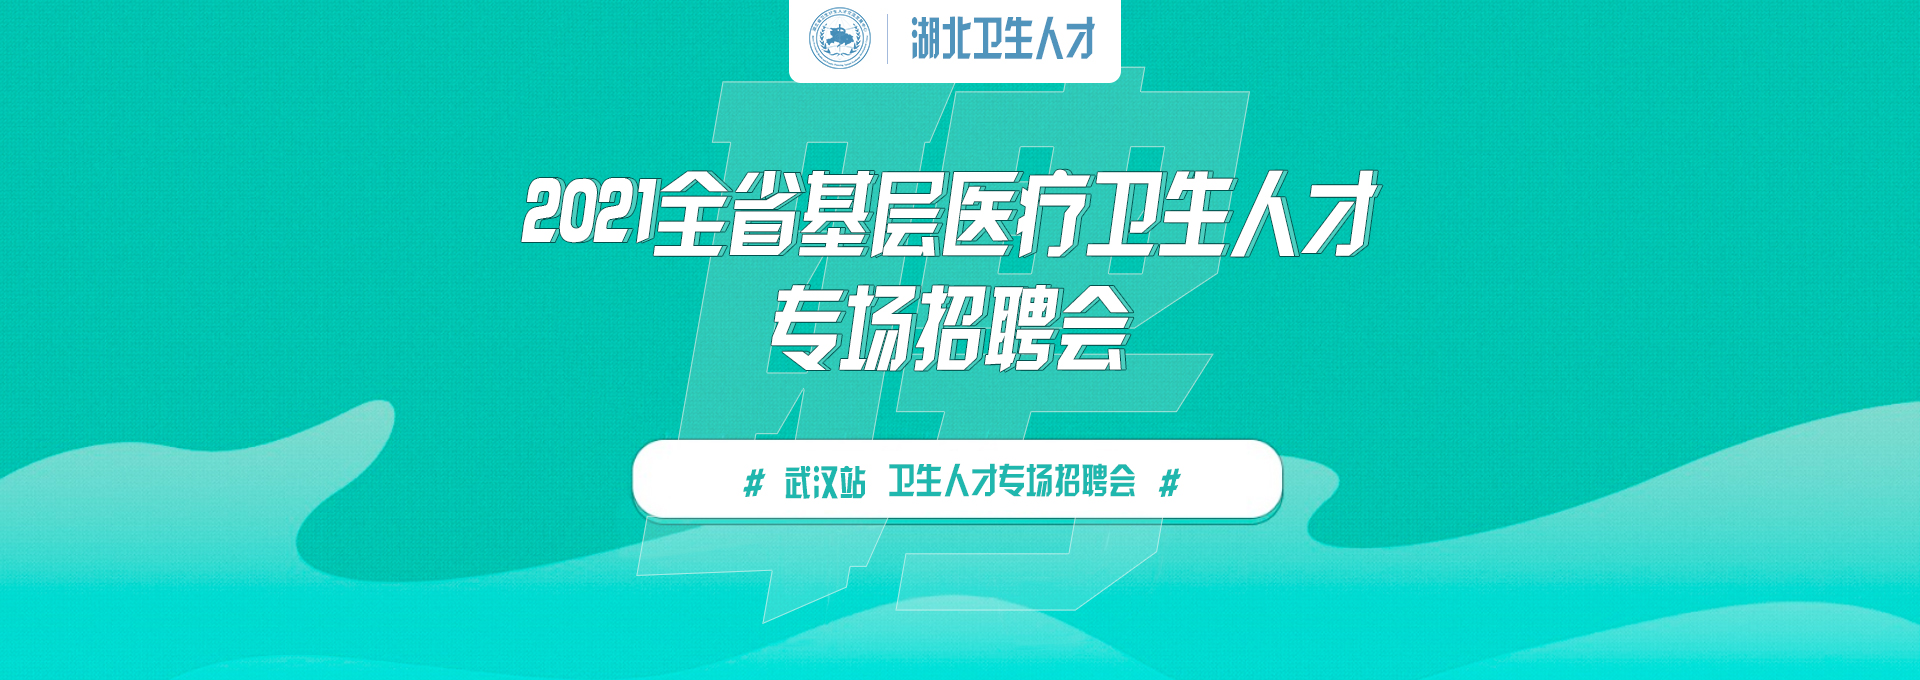 湖北卫生人才
聘
2021全省基层医疗卫生人才
专场招聘会
# 武汉站 卫生人才专场招聘会 #